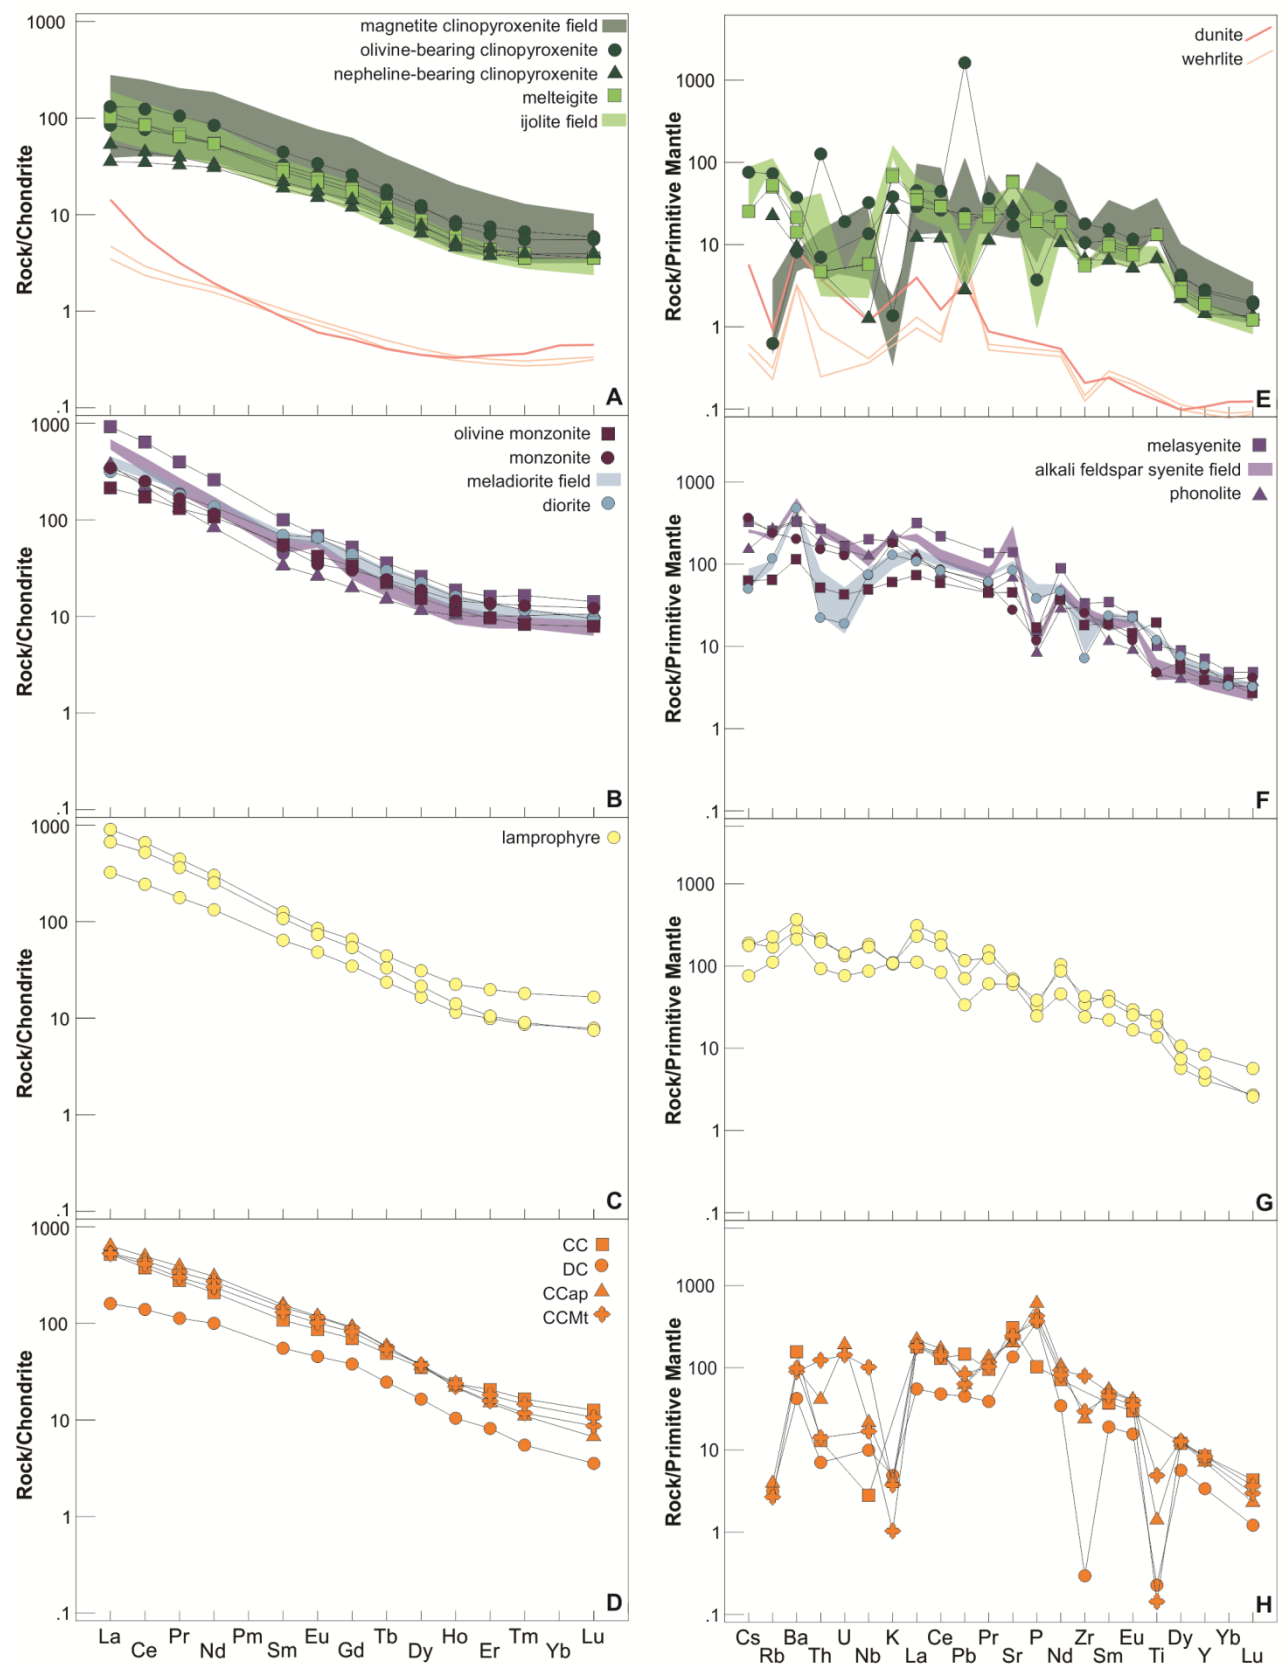 1000
100
10
1
.1
Rock/Chondrite
magnetite clinopyroxenite field
olivine-bearing clinopyroxenite
nepheline-bearing clinopyroxenite
melteigite
ijolite field
A
1000
100
10
1
.1
Rock/Primitive Mantle
dunite
wehrlite
E
1000
100
10
1
.1
Rock/Chondrite
olivine monzonite
monzonite
meladiorite field
diorite
B
1000
100
10
1
.1
Rock/Primitive Mantle
melasyenite
alkali feldspar syenite field
phonolite
F
1000
100
10
1
.1
Rock/Chondrite
lamprophyre
C
1000
100
10
1
.1
Rock/Primitive Mantle
G
1000
100
10
1
.1
Rock/Chondrite
CC
DC
CCap
CCMt
D
La Ce Pr Nd Pm Sm Eu Gd Tb Dy Ho Er Tm Yb Lu
1000
100
10
1
.1
Rock/Primitive Mantle
H
Cs Rb Ba Th U Nb K La Ce Pb Pr Sr P Nd Zr Sm Eu Ti Dy Y Yb Lu